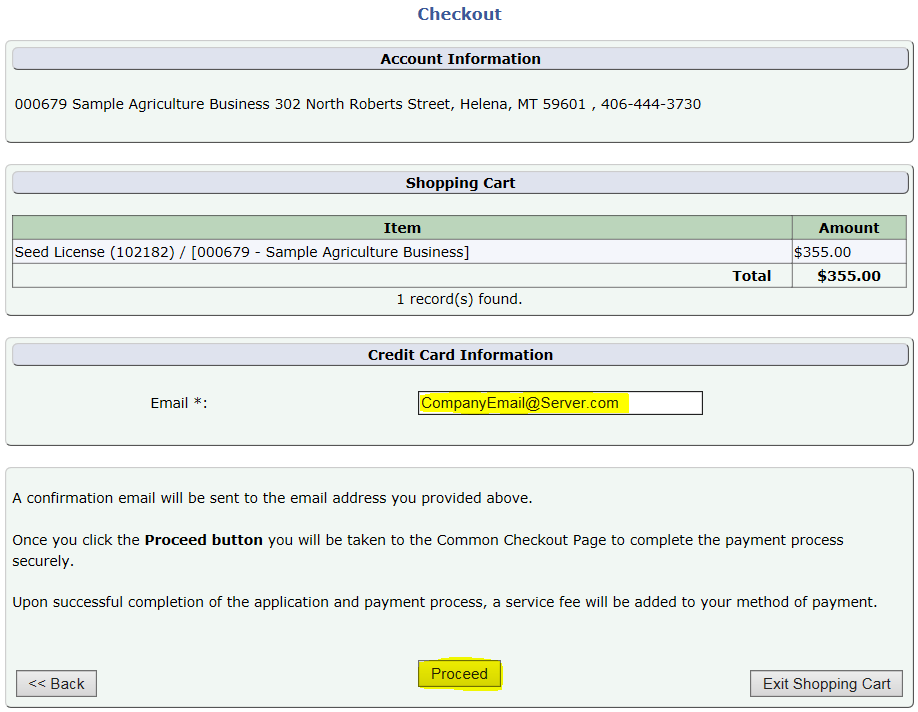 Checkout
Account Information
000679 Sample Agriculture Business 302 North Roberts Street, Helena, MT 59601 , 406-444-3730
Shopping Cart
Item Amount
Seed License (102182) / [000679 - Sample Agriculture Business] $355.00
Total $355.00
1 record(s) found.
Credit Card Information
Email *: CompanyEmail@Server.com
A confirmation email will be sent to the email address you provided above.
Once you click the Proceed button you will be taken to the Common Checkout Page to complete the payment process
securely.
Upon successful completion of the application and payment process, a service fee will be added to your method of payment.
<< Back Proceed Exit Shopping Cart